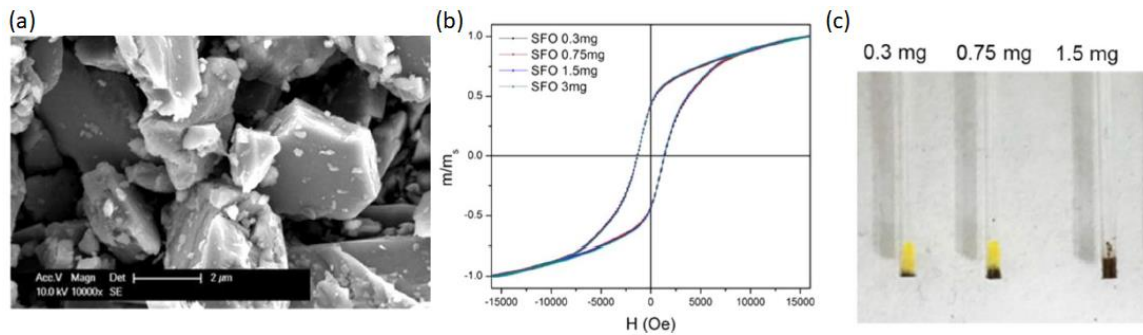 (a)
Acc.V Magn Det 2 μm
10.0 kV 10000x SE
(b)
SFO 0.3mg
SFO 0.75mg
SFO 1.5mg
SFO 3mg
m/mₛ
1.0
0.5
0.0
-0.5
-1.0
-15000 -10000 -5000 0 5000 10000 15000
H (Oe)
(c)
0.3 mg 0.75 mg 1.5 mg